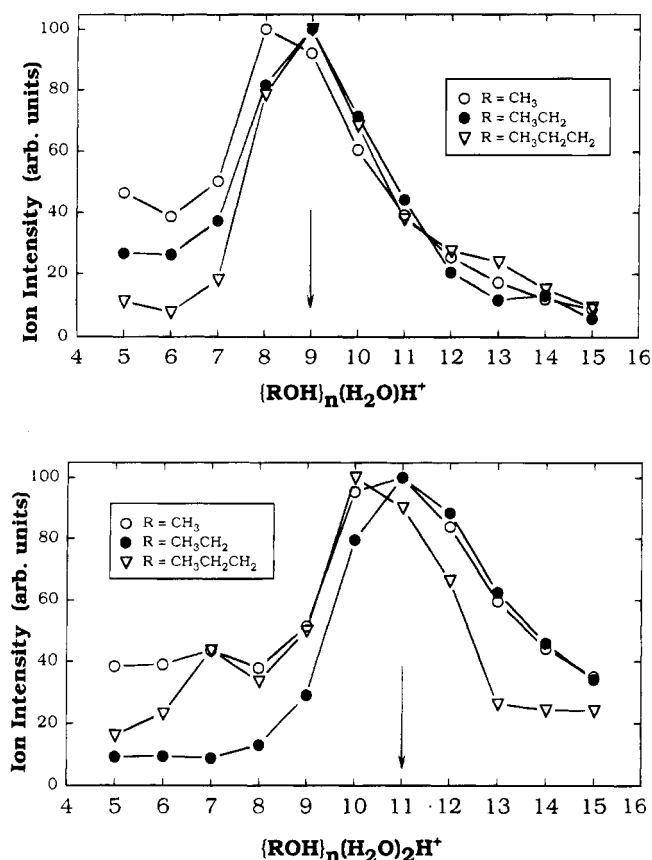 100
80
60
40
20
0
Ion Intensity (arb. units)
R = CH₃
R = CH₃CH₂
R = CH₃CH₂CH₂
4 5 6 7 8 9 10 11 12 13 14 15 16
{ROH}ₙ(H₂O)H⁺
100
80
60
40
20
0
Ion Intensity (arb. units)
R = CH₃
R = CH₃CH₂
R = CH₃CH₂CH₂
4 5 6 7 8 9 10 11 12 13 14 15 16
{ROH}ₙ(H₂O)₂H⁺